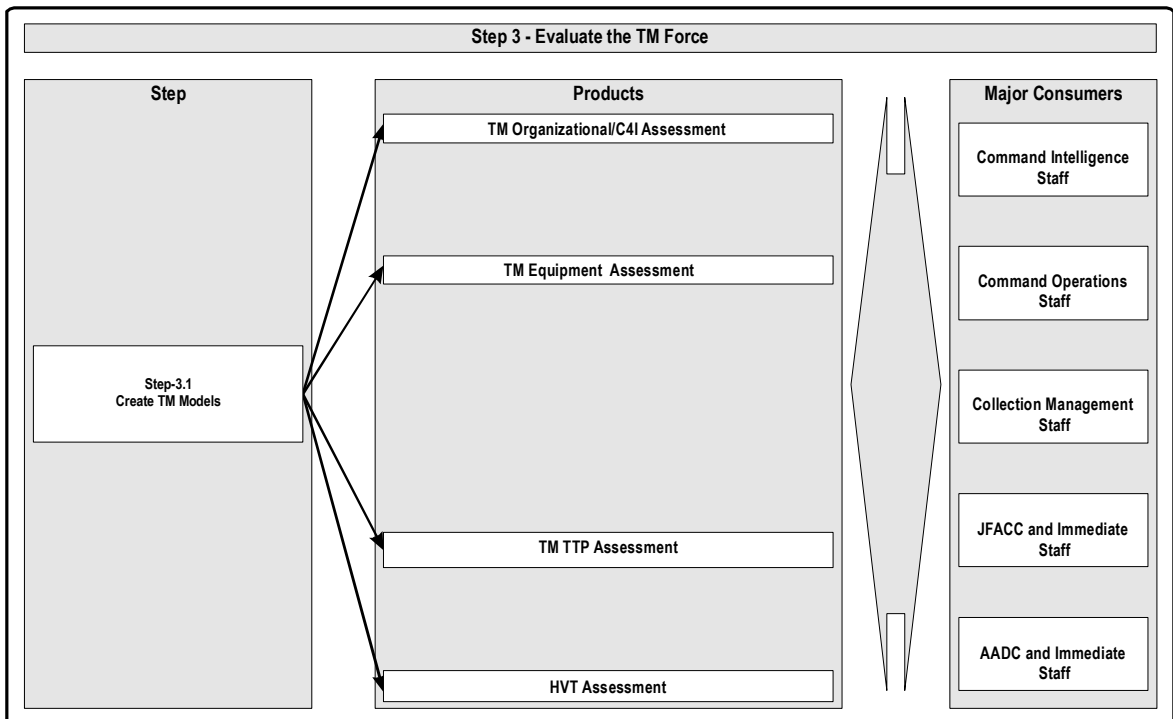 Step 3 - Evaluate the TM Force
Step
Products
Major Consumers
Step-3.1
Create TM Models
TM Organizational/C4I Assessment
TM Equipment Assessment
TM TTP Assessment
HVT Assessment
Command Intelligence
Staff
Command Operations
Staff
Collection Management
Staff
JFACC and Immediate
Staff
AADC and Immediate
Staff